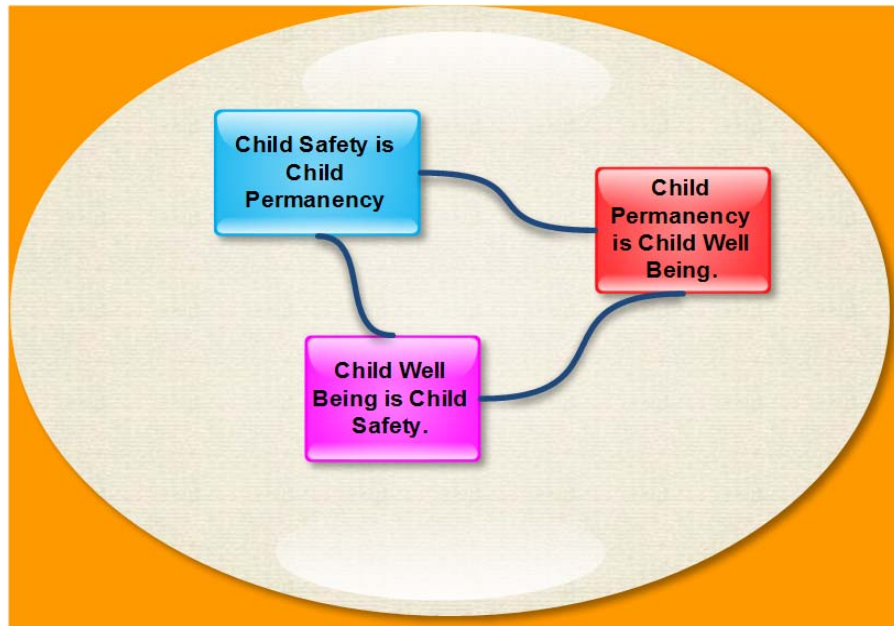 Child Safety is
Child
Permanency
Child
Permanency
is Child Well
Being.
Child Well
Being is Child
Safety.